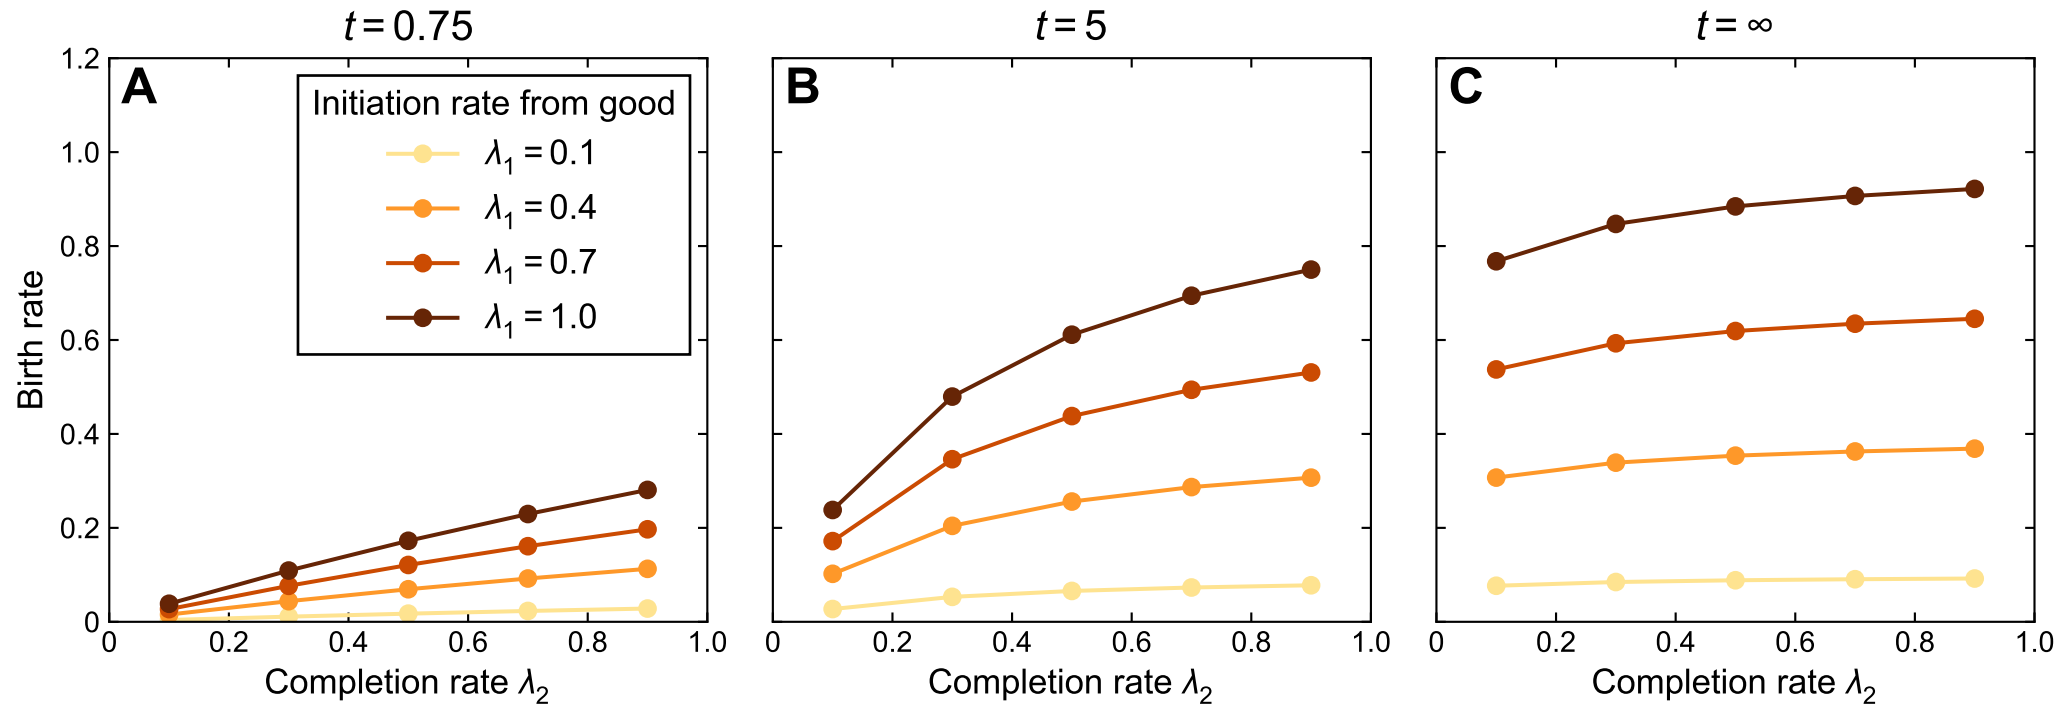 t = 0.75
t = 5
t = ∞
A
B
C
Initiation rate from good
λ1 = 0.1
λ1 = 0.4
λ1 = 0.7
λ1 = 1.0
Birth rate
1.2
1.0
0.8
0.6
0.4
0.2
0
0 0.2 0.4 0.6 0.8 1.0
0 0.2 0.4 0.6 0.8 1.0
0 0.2 0.4 0.6 0.8 1.0
Completion rate λ2
Completion rate λ2
Completion rate λ2